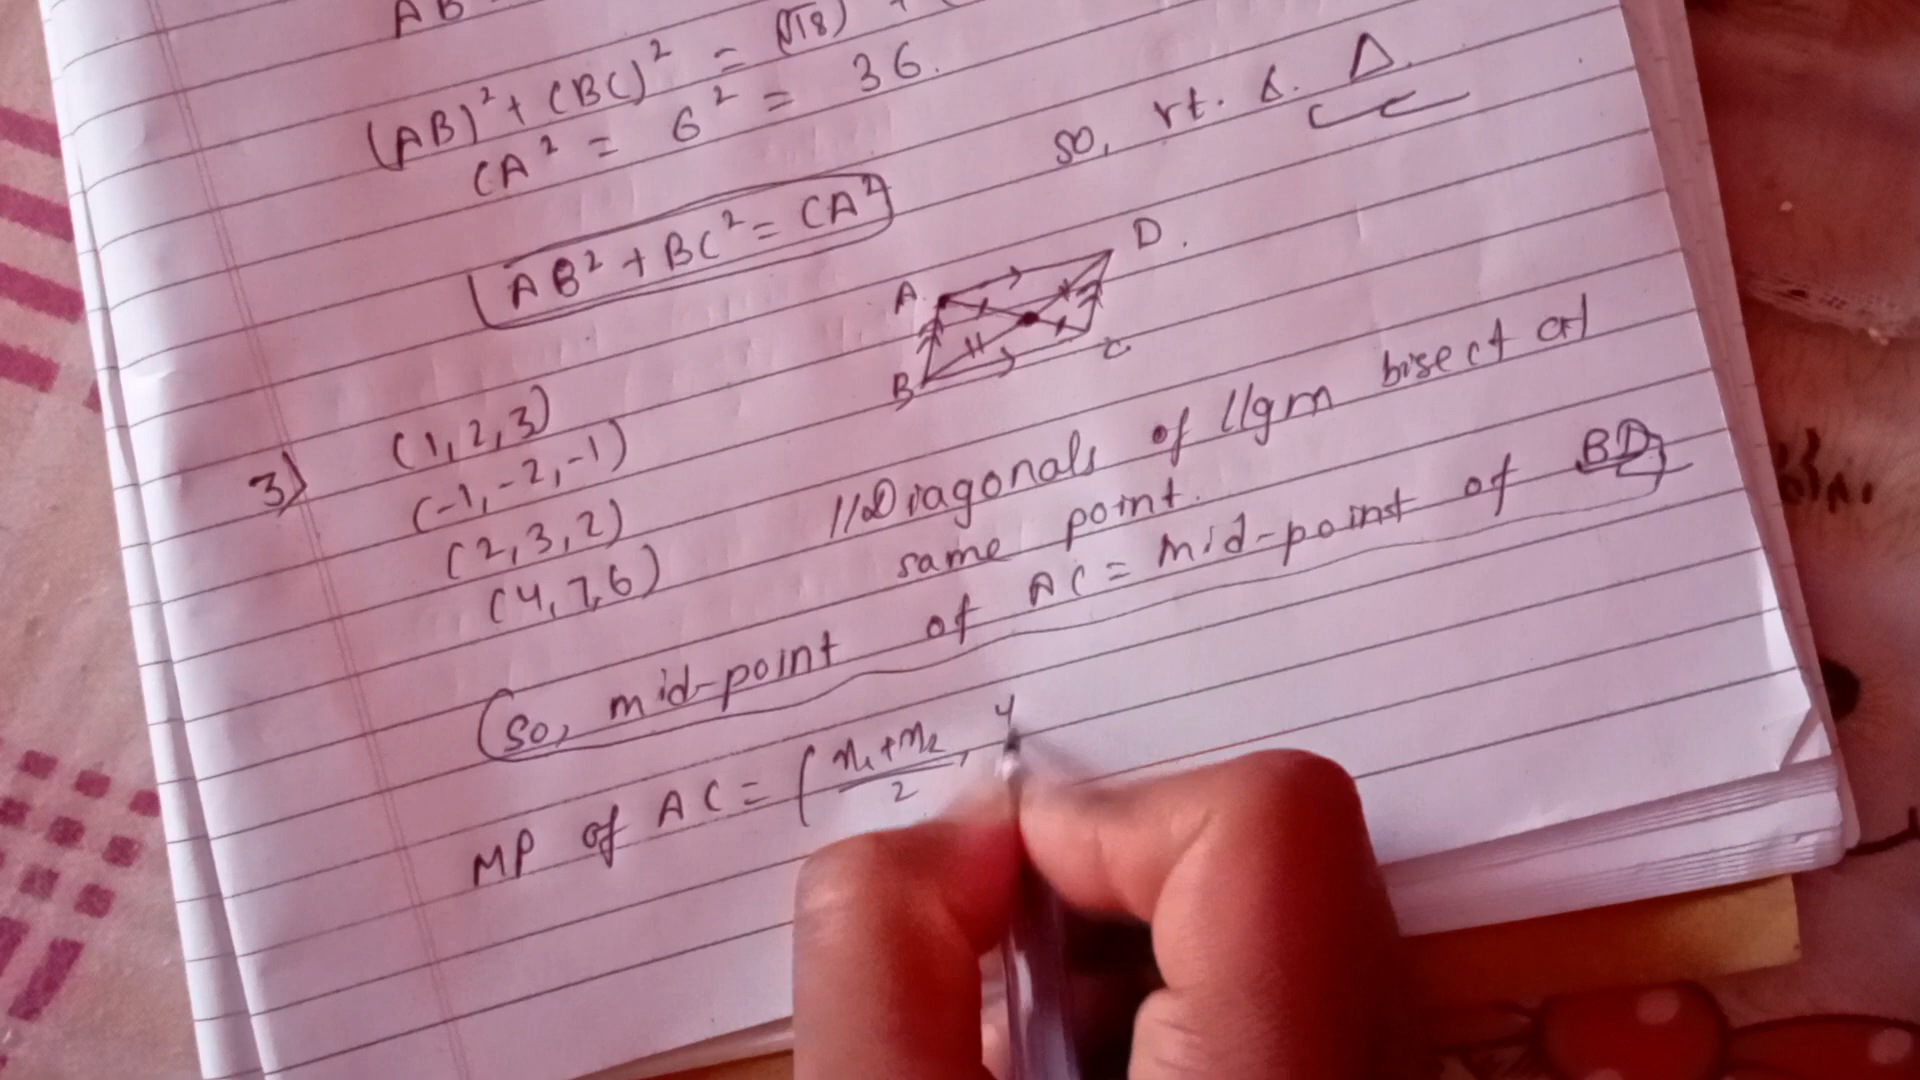 AB
(AB)² + (BC)² = (√18) +
CA² = 6² = 36.
so, rt. ∠. Δ.
AB² + BC² = CA²
A. D.
B C
3) (1, 2, 3)
(-1, -2, -1)
(2, 3, 2)
(4, 7, 6)
//Diagonals of llgm bisect at
same point.
(so, mid-point of AC = mid-point of BD
MP of AC = (x₁+x₂/2, y